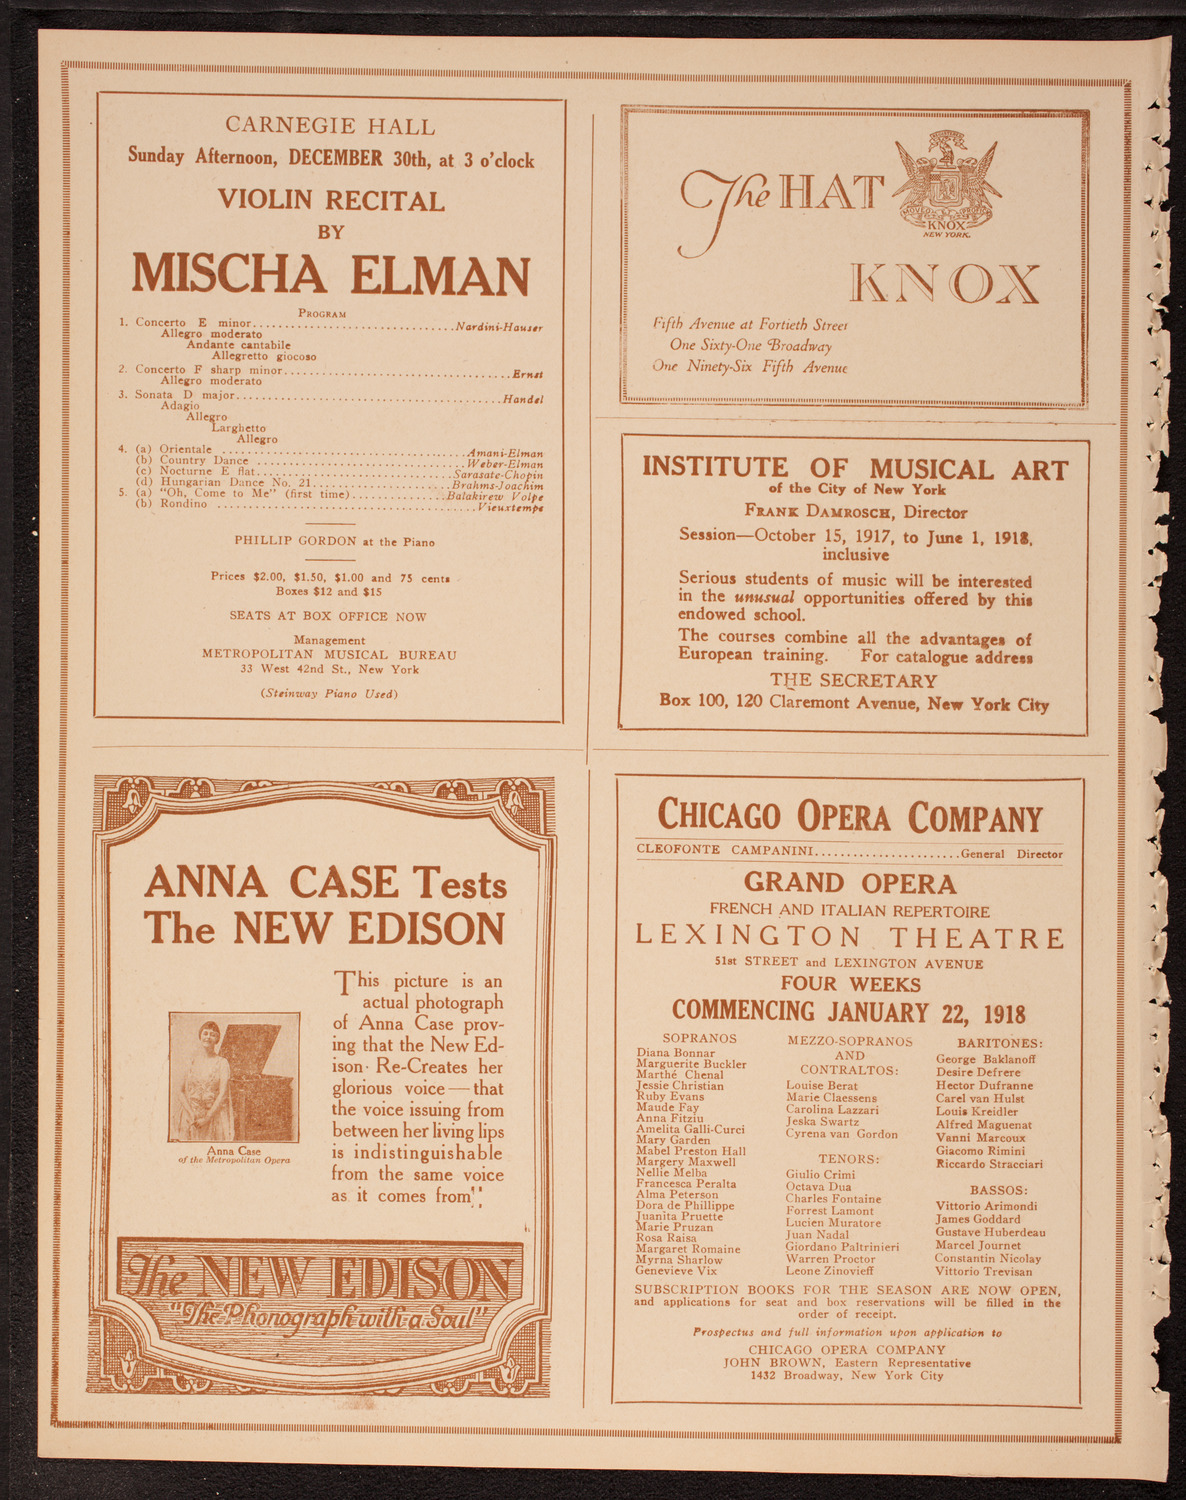 CARNEGIE HALL
Sunday Afternoon, DECEMBER 30th, at 3 o'clock
VIOLIN RECITAL
BY
MISCHA ELMAN
PROGRAM
1. Concerto E minor..............................Nardini-Hauser
Allegro moderato
Andante cantabile
Allegretto giocoso
2. Concerto F sharp minor..............................Ernst
Allegro moderato
3. Sonata D major..............................Handel
Adagio
Allegro
Larghetto
Allegro
4. (a) Orientale ..............................Amani-Elman
(b) Country Dance ..............................Weber-Elman
(c) Nocturne E flat..............................Sarasate-Chopin
(d) Hungarian Dance No. 21....................Brahms-Joachim
5. (a) "Oh, Come to Me" (first time)...............Balakirew Volpe
(b) Rondino ..............................Vieuxtemps
PHILLIP GORDON at the Piano
Prices $2.00, $1.50, $1.00 and 75 cents
Boxes $12 and $15
SEATS AT BOX OFFICE NOW
Management
METROPOLITAN MUSICAL BUREAU
33 West 42nd St., New York
(Steinway Piano Used)
The HAT
KNOX
NEW YORK.
KNOX
Fifth Avenue at Fortieth Street
One Sixty-One Broadway
One Ninety-Six Fifth Avenue
INSTITUTE OF MUSICAL ART
of the City of New York
FRANK DAMROSCH, Director
Session—October 15, 1917, to June 1, 1918,
inclusive
Serious students of music will be interested
in the unusual opportunities offered by this
endowed school.
The courses combine all the advantages of
European training. For catalogue address
THE SECRETARY
Box 100, 120 Claremont Avenue, New York City
ANNA CASE Tests
The NEW EDISON
This picture is an
actual photograph
of Anna Case prov-
ing that the New Ed-
ison Re-Creates her
glorious voice—that
the voice issuing from
between her living lips
is indistinguishable
from the same voice
as it comes from
Anna Case
of the Metropolitan Opera
The NEW EDISON
"The Phonograph with a Soul"
CHICAGO OPERA COMPANY
CLEOFONTE CAMPANINI......................General Director
GRAND OPERA
FRENCH AND ITALIAN REPERTOIRE
LEXINGTON THEATRE
51st STREET and LEXINGTON AVENUE
FOUR WEEKS
COMMENCING JANUARY 22, 1918
SOPRANOS
Diana Bonnar
Marguerite Buckler
Marthé Chenal
Jessie Christian
Ruby Evans
Maude Fay
Anna Fitziu
Amelita Galli-Curci
Mary Garden
Mabel Preston Hall
Margery Maxwell
Nellie Melba
Francesca Peralta
Alma Peterson
Dora de Phillippe
Juanita Pruette
Marie Pruzan
Rosa Raisa
Margaret Romaine
Myrna Sharlow
Genevieve Vix
MEZZO-SOPRANOS
AND
CONTRALTOS:
Louise Berat
Marie Claessens
Carolina Lazzari
Jeska Swartz
Cyrena van Gordon
TENORS:
Giulio Crimi
Octava Dua
Charles Fontaine
Forrest Lamont
Lucien Muratore
Juan Nadal
Giordano Paltrinieri
Warren Proctor
Leone Zinovieff
BARITONES:
George Baklanoff
Desire Defrere
Hector Dufranne
Carel van Hulst
Louis Kreidler
Alfred Maguenat
Vanni Marcoux
Giacomo Rimini
Riccardo Stracciari
BASSOS:
Vittorio Arimondi
James Goddard
Gustave Huberdeau
Marcel Journet
Constantin Nicolay
Vittorio Trevisan
SUBSCRIPTION BOOKS FOR THE SEASON ARE NOW OPEN,
and applications for seat and box reservations will be filled in the
order of receipt.
Prospectus and full information upon application to
CHICAGO OPERA COMPANY
JOHN BROWN, Eastern Representative
1432 Broadway, New York City